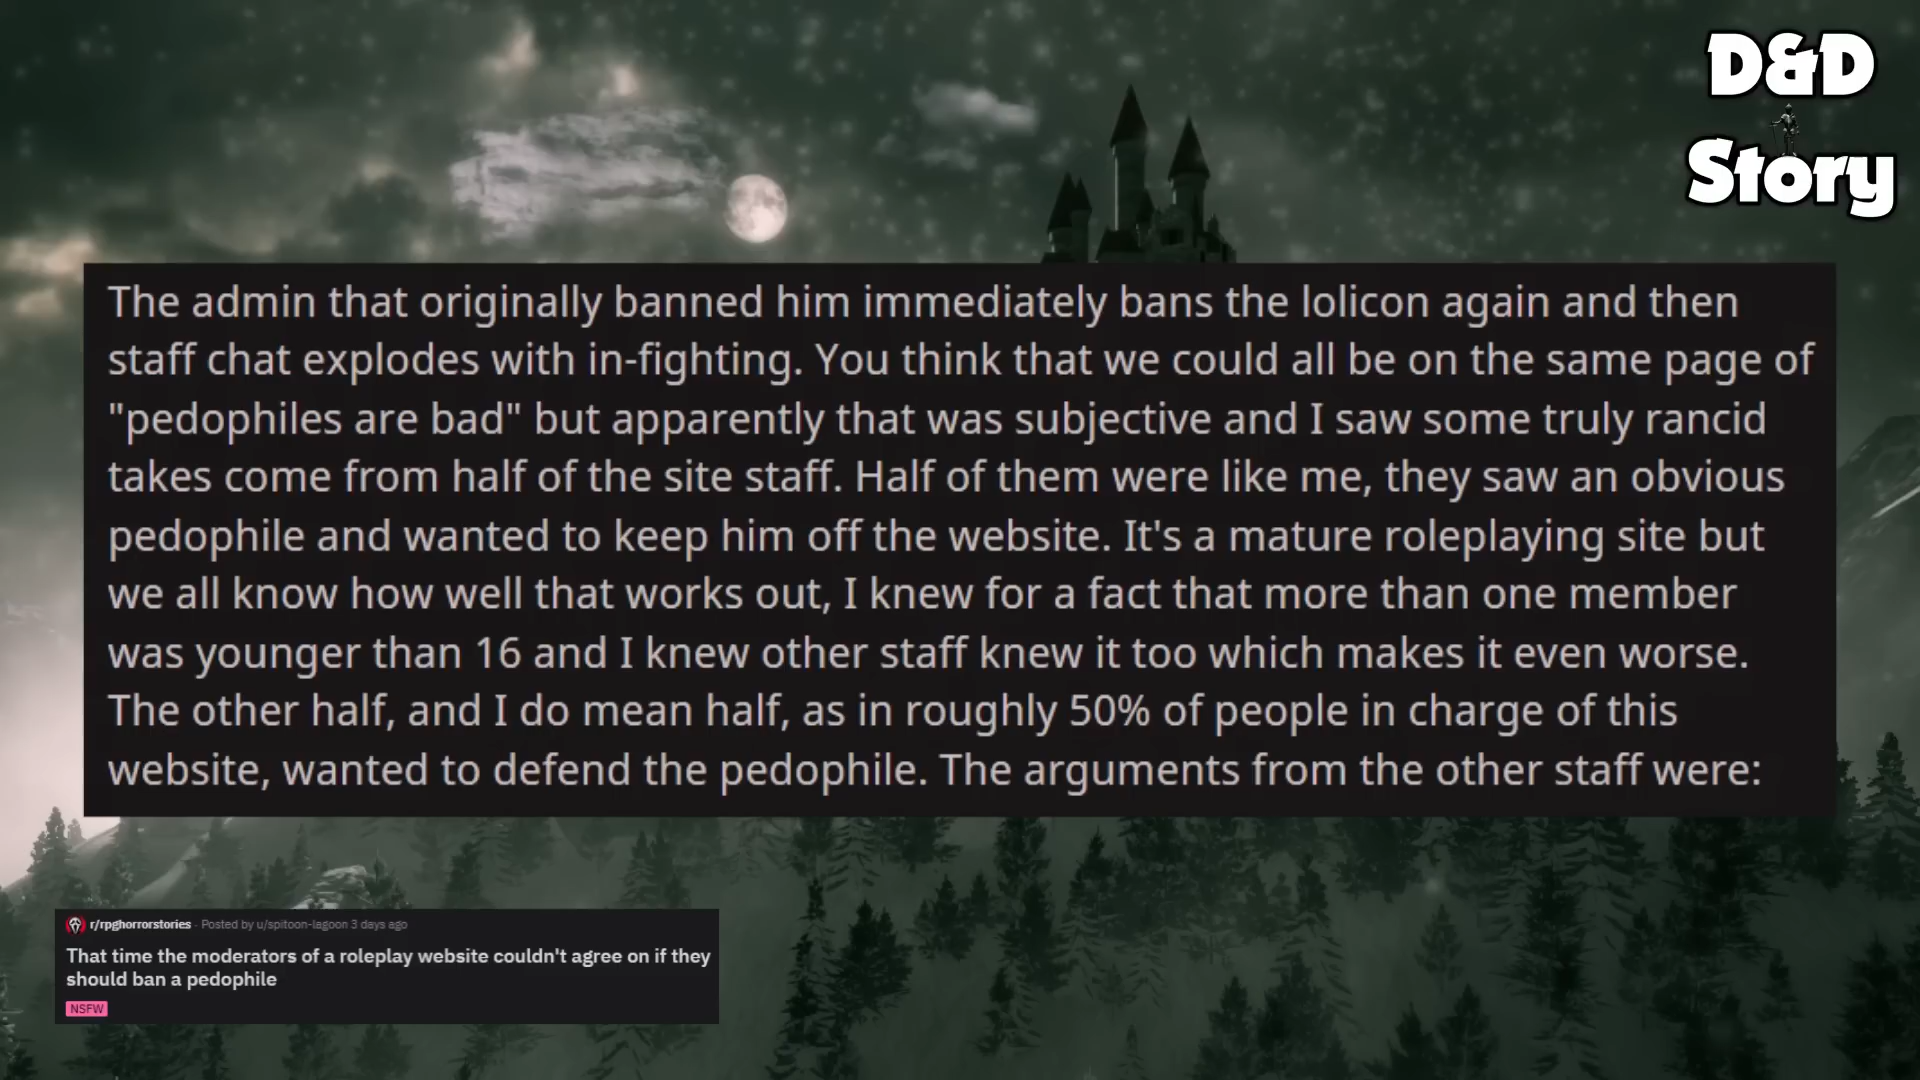 D&D
Story
The admin that originally banned him immediately bans the lolicon again and then
staff chat explodes with in-fighting. You think that we could all be on the same page of
"pedophiles are bad" but apparently that was subjective and I saw some truly rancid
takes come from half of the site staff. Half of them were like me, they saw an obvious
pedophile and wanted to keep him off the website. It's a mature roleplaying site but
we all know how well that works out, I knew for a fact that more than one member
was younger than 16 and I knew other staff knew it too which makes it even worse.
The other half, and I do mean half, as in roughly 50% of people in charge of this
website, wanted to defend the pedophile. The arguments from the other staff were:
r/rpghorrorstories · Posted by u/spitoon-lagoon 3 days ago
That time the moderators of a roleplay website couldn't agree on if they
should ban a pedophile
NSFW